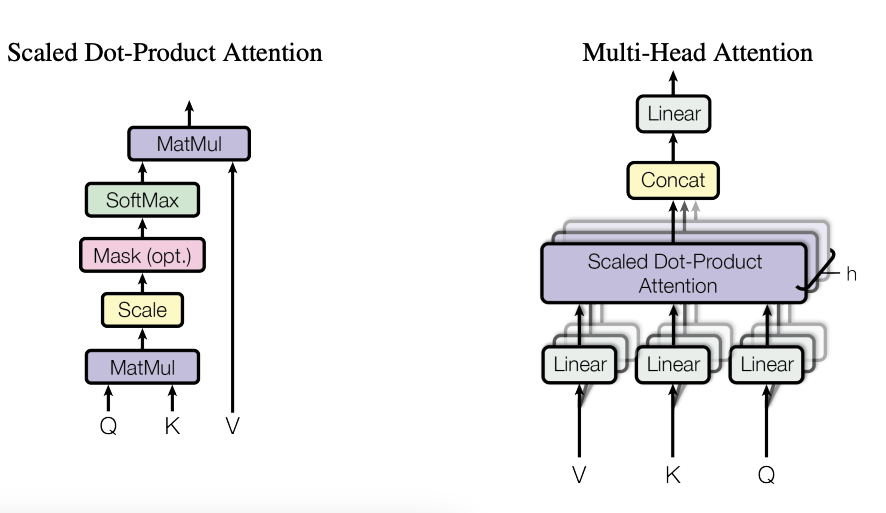 Scaled Dot-Product Attention
MatMul
SoftMax
Mask (opt.)
Scale
MatMul
Q K V
Multi-Head Attention
Linear
Concat
Scaled Dot-Product
Attention
h
Linear Linear Linear
V K Q